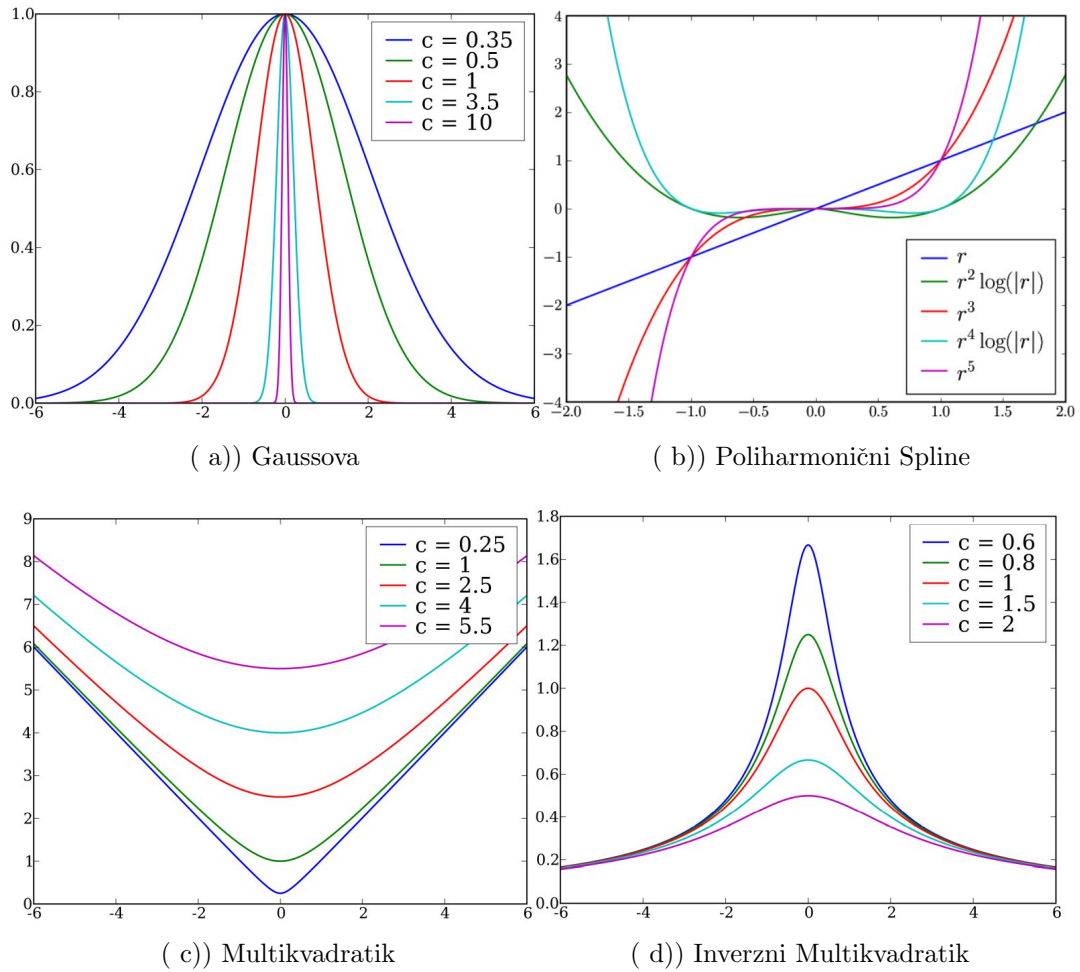 1.0
0.8
0.6
0.4
0.2
0.0
-6 -4 -2 0 2 4 6
c = 0.35
c = 0.5
c = 1
c = 3.5
c = 10
( a)) Gaussova
4
3
2
1
0
-1
-2
-3
-4
-2.0 -1.5 -1.0 -0.5 0.0 0.5 1.0 1.5 2.0
r
r² log(|r|)
r³
r⁴ log(|r|)
r⁵
( b)) Poliharmonični Spline
9
8
7
6
5
4
3
2
1
0
-6 -4 -2 0 2 4 6
c = 0.25
c = 1
c = 2.5
c = 4
c = 5.5
( c)) Multikvadratik
1.8
1.6
1.4
1.2
1.0
0.8
0.6
0.4
0.2
0.0
-6 -4 -2 0 2 4 6
c = 0.6
c = 0.8
c = 1
c = 1.5
c = 2
( d)) Inverzni Multikvadratik